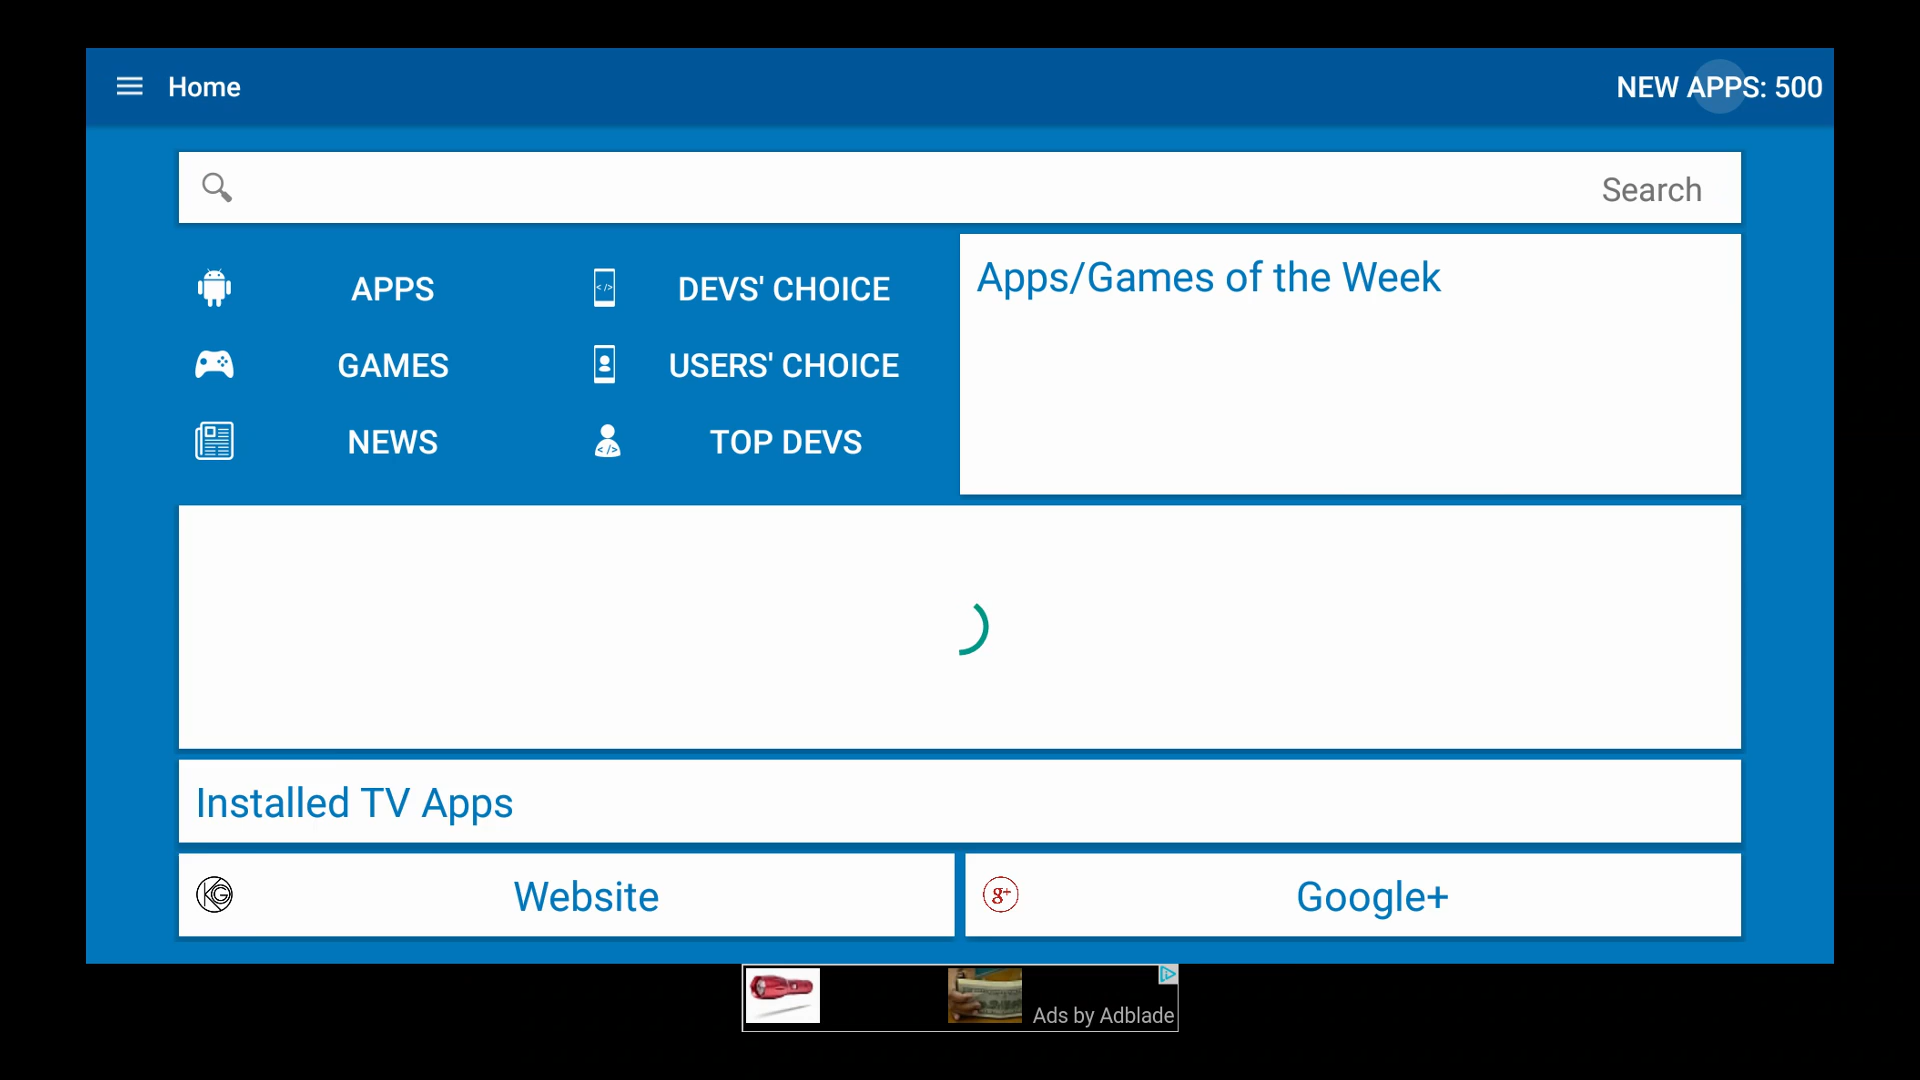 Home
NEW APPS: 500
Search
APPS
DEVS' CHOICE
Apps/Games of the Week
GAMES
USERS' CHOICE
NEWS
TOP DEVS
Installed TV Apps
KG
Website
g+
Google+
Ads by Adblade